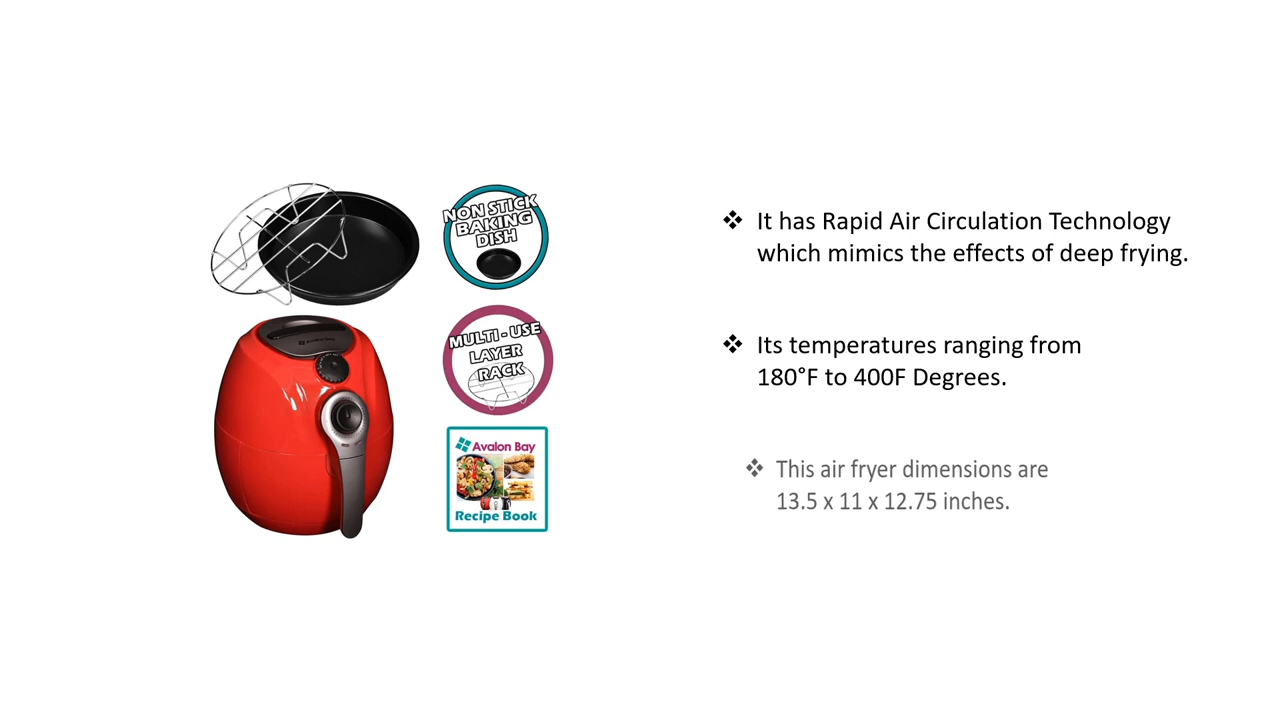 NON STICK
BAKING
DISH
MULTI - USE
LAYER
RACK
Avalon Bay
Recipe Book
❖ It has Rapid Air Circulation Technology
which mimics the effects of deep frying.
❖ Its temperatures ranging from
180°F to 400F Degrees.
❖ This air fryer dimensions are
13.5 x 11 x 12.75 inches.